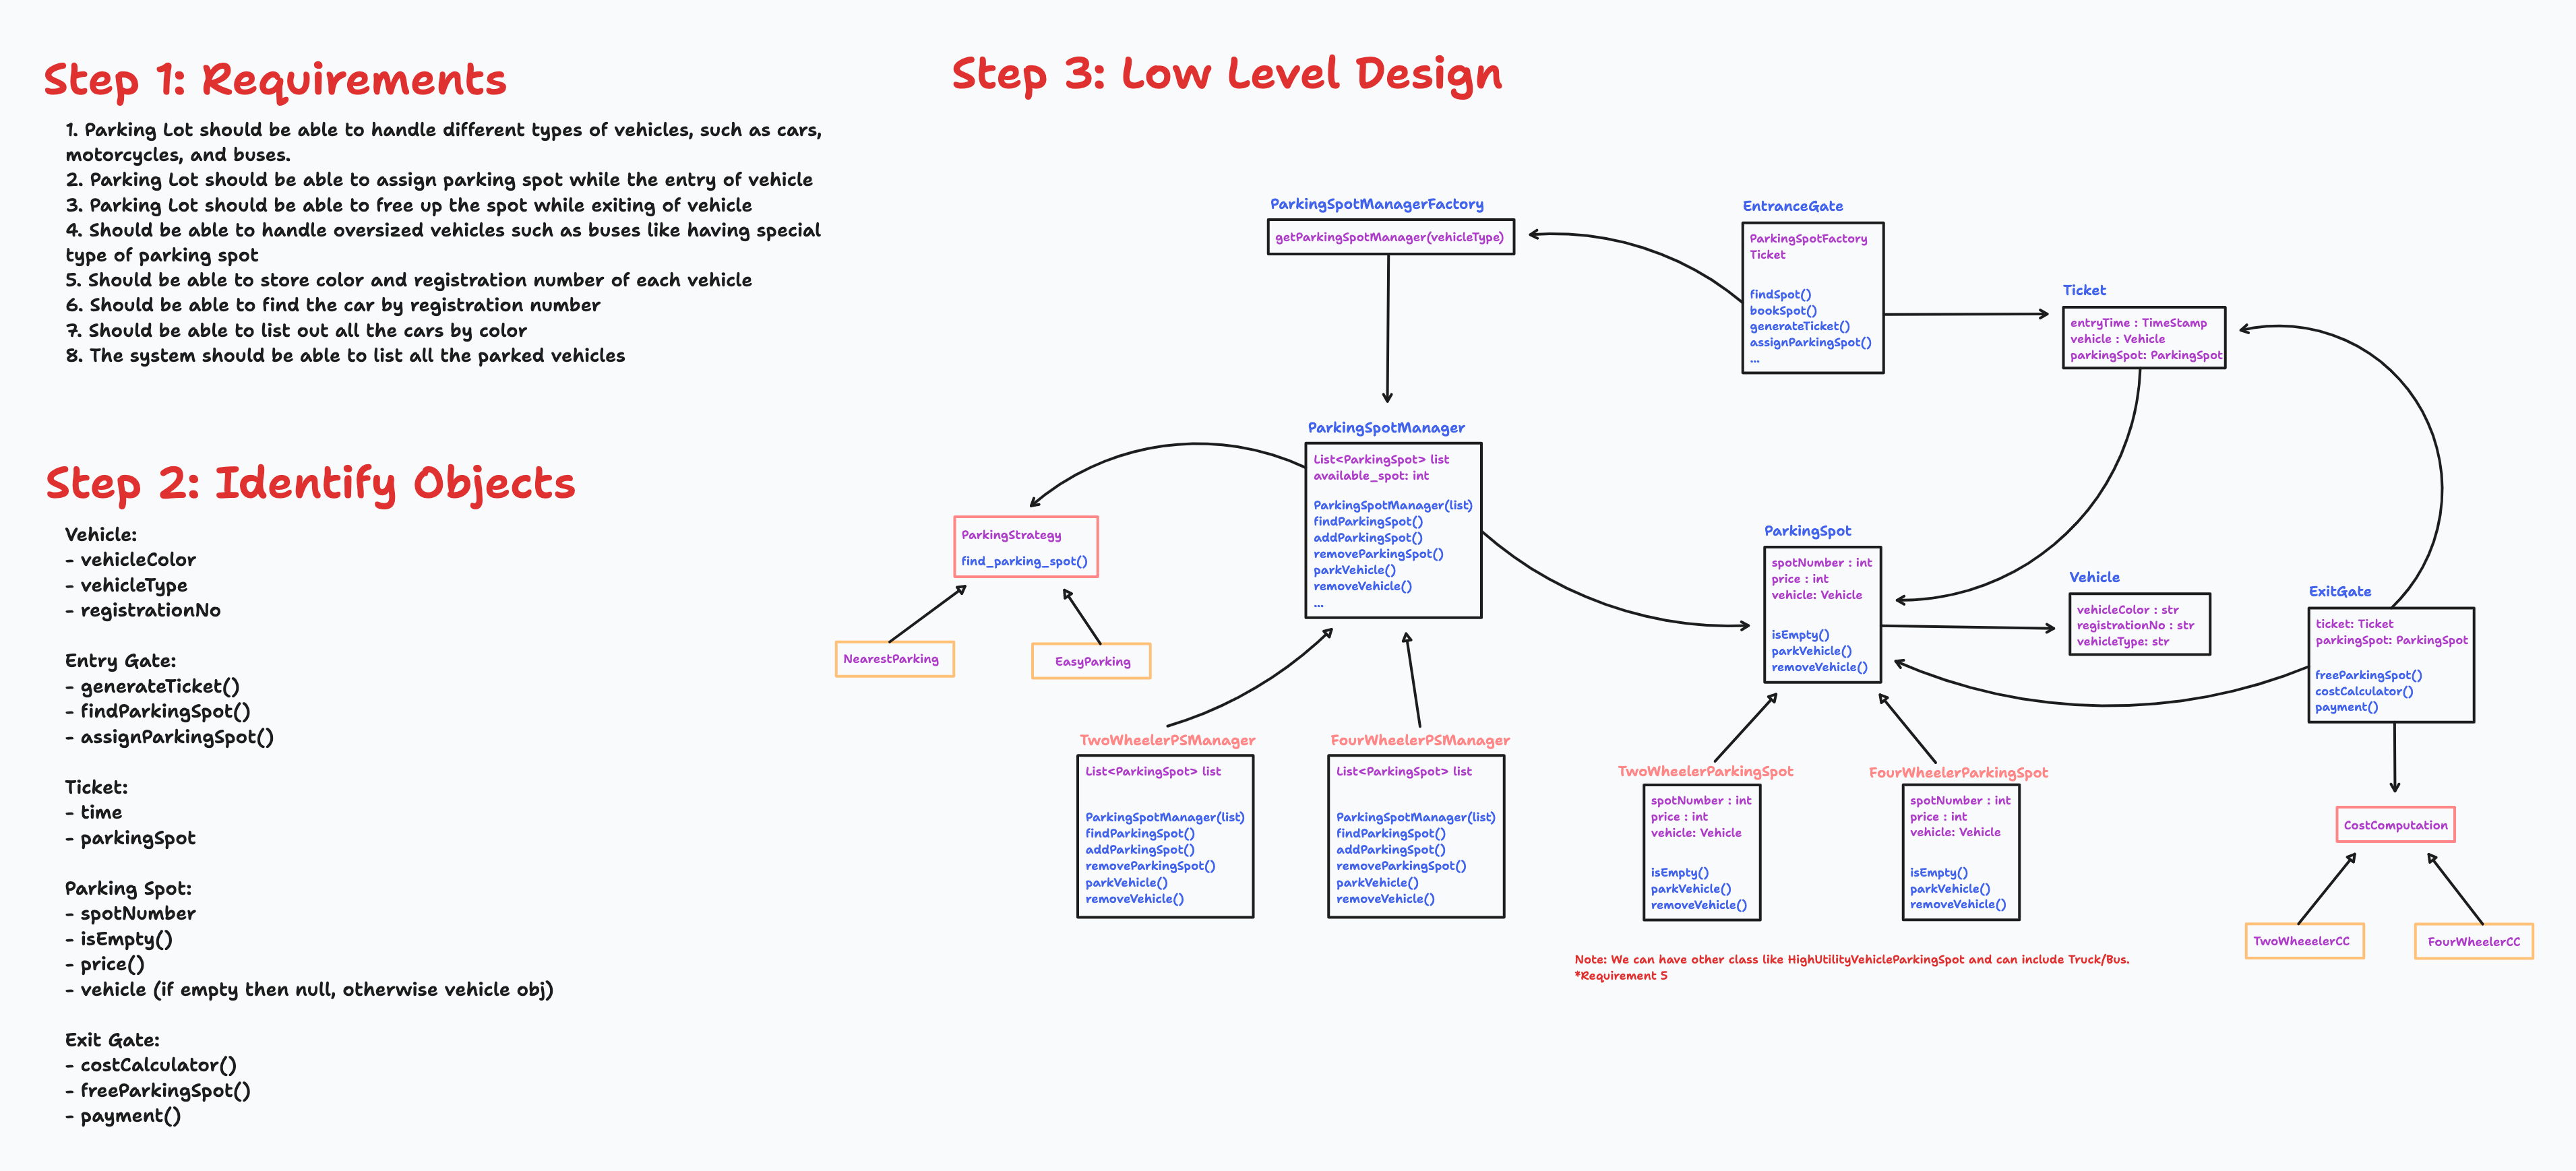 Step 1: Requirements
1. Parking Lot should be able to handle different types of vehicles, such as cars,
motorcycles, and buses.
2. Parking Lot should be able to assign parking spot while the entry of vehicle
3. Parking Lot should be able to free up the spot while exiting of vehicle
4. Should be able to handle oversized vehicles such as buses like having special
type of parking spot
5. Should be able to store color and registration number of each vehicle
6. Should be able to find the car by registration number
7. Should be able to list out all the cars by color
8. The system should be able to list all the parked vehicles
Step 2: Identify Objects
Vehicle:
- vehicleColor
- vehicleType
- registrationNo
Entry Gate:
- generateTicket()
- findParkingSpot()
- assignParkingSpot()
Ticket:
- time
- parkingSpot
Parking Spot:
- spotNumber
- isEmpty()
- price()
- vehicle (if empty then null, otherwise vehicle obj)
Exit Gate:
- costCalculator()
- freeParkingSpot()
- payment()
Step 3: Low Level Design
ParkingSpotManagerFactory
getParkingSpotManager(vehicleType)
EntranceGate
ParkingSpotFactory
Ticket
findSpot()
bookSpot()
generateTicket()
assignParkingSpot()
...
Ticket
entryTime : TimeStamp
vehicle : Vehicle
parkingSpot: ParkingSpot
ParkingSpotManager
List<ParkingSpot> list
available_spot: int
ParkingSpotManager(list)
findParkingSpot()
addParkingSpot()
removeParkingSpot()
parkVehicle()
removeVehicle()
...
ParkingStrategy
find_parking_spot()
NearestParking
EasyParking
ParkingSpot
spotNumber : int
price : int
vehicle: Vehicle
isEmpty()
parkVehicle()
removeVehicle()
Vehicle
vehicleColor : str
registrationNo : str
vehicleType: str
ExitGate
ticket: Ticket
parkingSpot: ParkingSpot
freeParkingSpot()
costCalculator()
payment()
TwoWheelerPSManager
List<ParkingSpot> list
ParkingSpotManager(list)
findParkingSpot()
addParkingSpot()
removeParkingSpot()
parkVehicle()
removeVehicle()
FourWheelerPSManager
List<ParkingSpot> list
ParkingSpotManager(list)
findParkingSpot()
addParkingSpot()
removeParkingSpot()
parkVehicle()
removeVehicle()
TwoWheelerParkingSpot
spotNumber : int
price : int
vehicle: Vehicle
isEmpty()
parkVehicle()
removeVehicle()
FourWheelerParkingSpot
spotNumber : int
price : int
vehicle: Vehicle
isEmpty()
parkVehicle()
removeVehicle()
CostComputation
TwoWheeelerCC
FourWheelerCC
Note: We can have other class like HighUtilityVehicleParkingSpot and can include Truck/Bus.
*Requirement 5